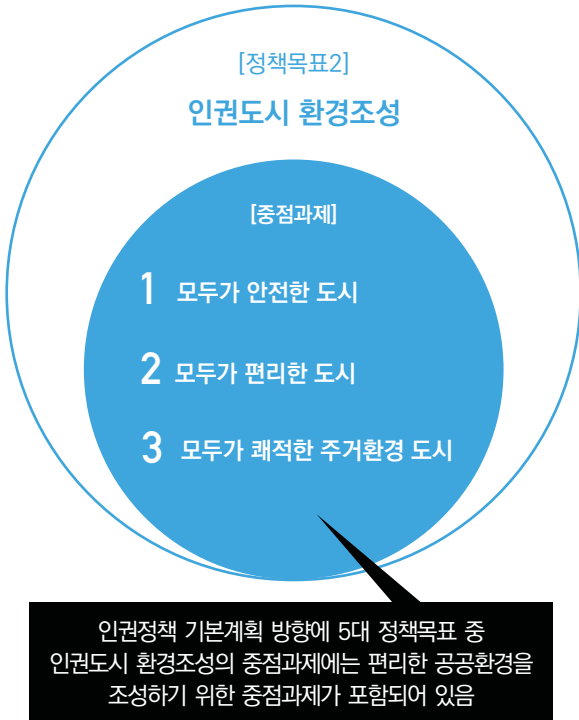 [정책목표2]
인권도시 환경조성
[중점과제]
1 모두가 안전한 도시
2 모두가 편리한 도시
3 모두가 쾌적한 주거환경 도시
인권정책 기본계획 방향에 5대 정책목표 중
인권도시 환경조성의 중점과제에는 편리한 공공환경을
조성하기 위한 중점과제가 포함되어 있음